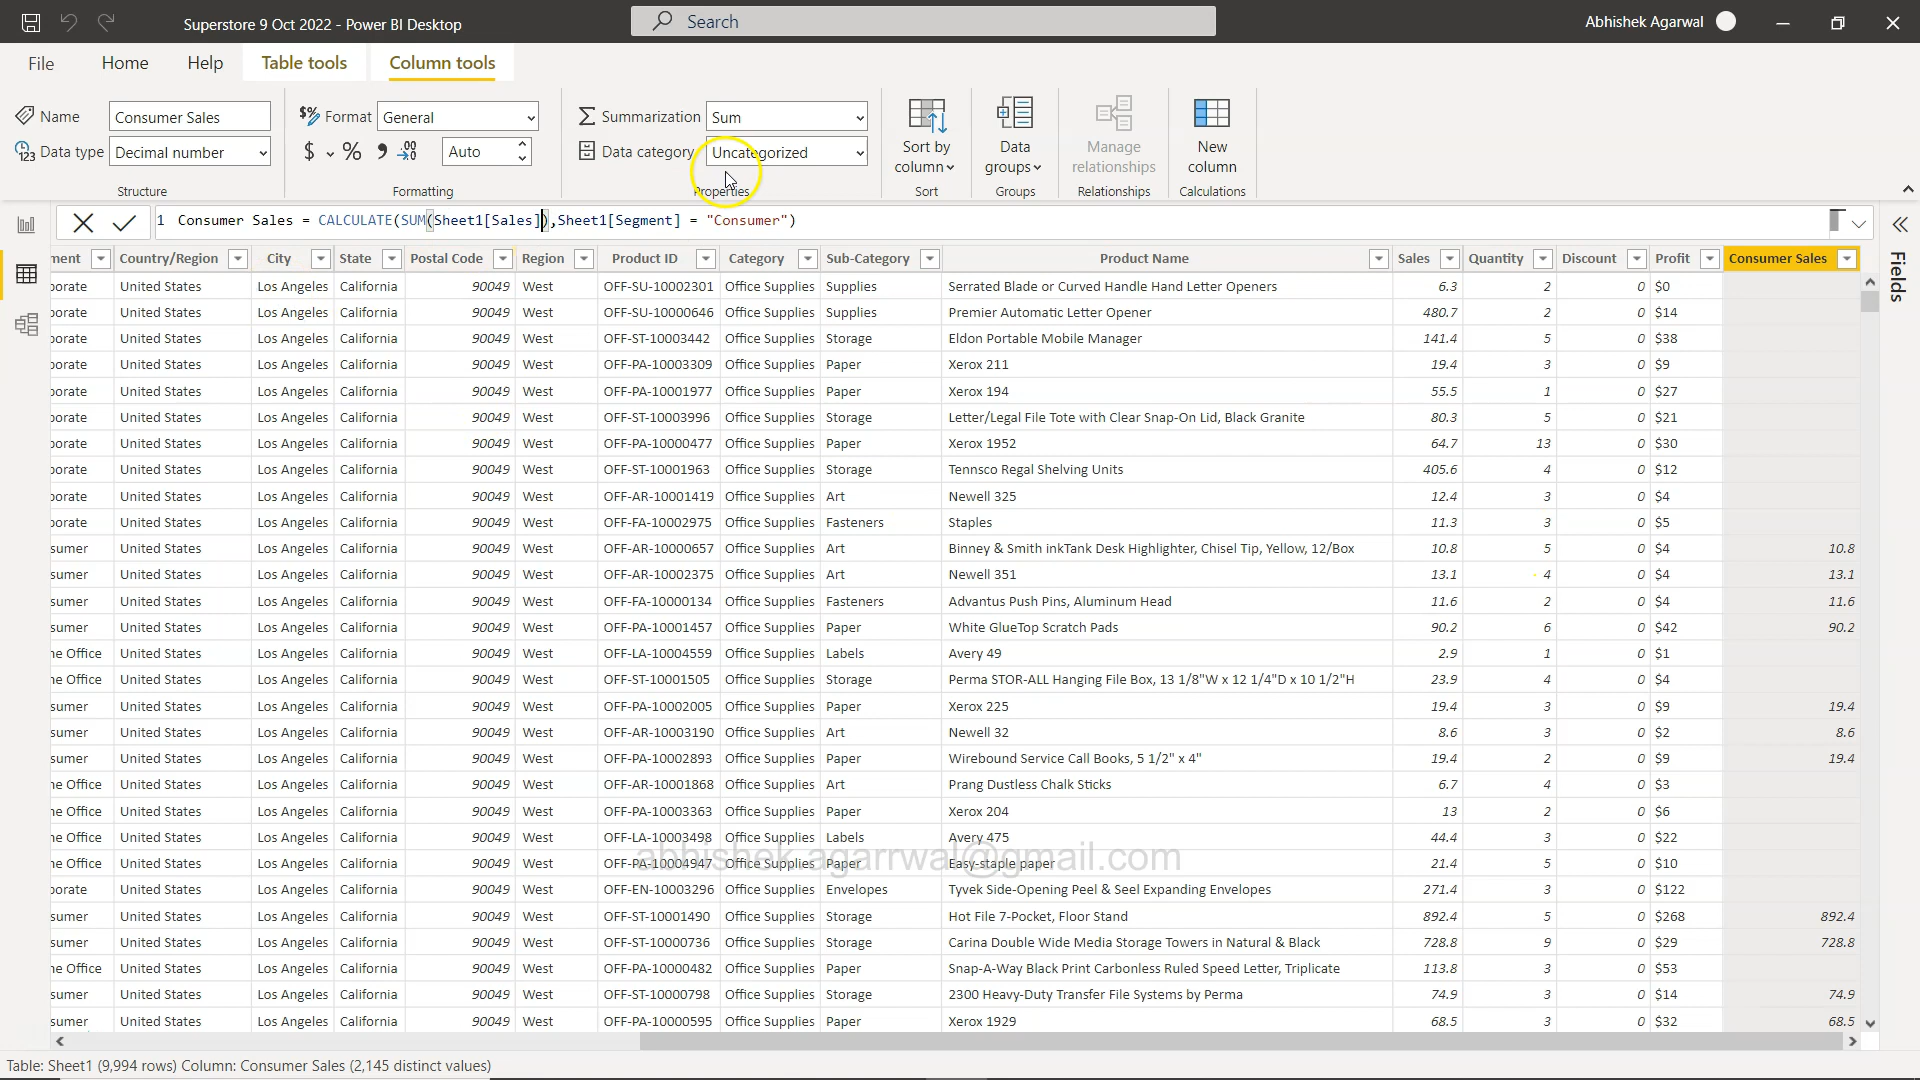 Superstore 9 Oct 2022 - Power BI Desktop
Search
Abhishek Agarwal
File Home Help Table tools Column tools
Name Consumer Sales
Format General
Summarization Sum
Data type Decimal number
$ % , .00 Auto
Data category Uncategorized
Sort by column
Data groups
Manage relationships
New column
Structure Formatting Properties Sort Groups Relationships Calculations
1 Consumer Sales = CALCULATE(SUM(Sheet1[Sales]),Sheet1[Segment] = "Consumer")
Fields
ment Country/Region City State Postal Code Region Product ID Category Sub-Category Product Name Sales Quantity Discount Profit Consumer Sales
porate United States Los Angeles California 90049 West OFF-SU-10002301 Office Supplies Supplies Serrated Blade or Curved Handle Hand Letter Openers 6.3 2 0 $0
porate United States Los Angeles California 90049 West OFF-SU-10000646 Office Supplies Supplies Premier Automatic Letter Opener 480.7 2 0 $14
porate United States Los Angeles California 90049 West OFF-ST-10003442 Office Supplies Storage Eldon Portable Mobile Manager 141.4 5 0 $38
porate United States Los Angeles California 90049 West OFF-PA-10003309 Office Supplies Paper Xerox 211 19.4 3 0 $9
porate United States Los Angeles California 90049 West OFF-PA-10001977 Office Supplies Paper Xerox 194 55.5 1 0 $27
porate United States Los Angeles California 90049 West OFF-ST-10003996 Office Supplies Storage Letter/Legal File Tote with Clear Snap-On Lid, Black Granite 80.3 5 0 $21
porate United States Los Angeles California 90049 West OFF-PA-10000477 Office Supplies Paper Xerox 1952 64.7 13 0 $30
porate United States Los Angeles California 90049 West OFF-ST-10001963 Office Supplies Storage Tennsco Regal Shelving Units 405.6 4 0 $12
porate United States Los Angeles California 90049 West OFF-AR-10001419 Office Supplies Art Newell 325 12.4 3 0 $4
porate United States Los Angeles California 90049 West OFF-FA-10002975 Office Supplies Fasteners Staples 11.3 3 0 $5
sumer United States Los Angeles California 90049 West OFF-AR-10000657 Office Supplies Art Binney & Smith inkTank Desk Highlighter, Chisel Tip, Yellow, 12/Box 10.8 5 0 $4 10.8
sumer United States Los Angeles California 90049 West OFF-AR-10002375 Office Supplies Art Newell 351 13.1 4 0 $4 13.1
sumer United States Los Angeles California 90049 West OFF-FA-10000134 Office Supplies Fasteners Advantus Push Pins, Aluminum Head 11.6 2 0 $4 11.6
sumer United States Los Angeles California 90049 West OFF-PA-10001457 Office Supplies Paper White GlueTop Scratch Pads 90.2 6 0 $42 90.2
ne Office United States Los Angeles California 90049 West OFF-LA-10004559 Office Supplies Labels Avery 49 2.9 1 0 $1
ne Office United States Los Angeles California 90049 West OFF-ST-10001505 Office Supplies Storage Perma STOR-ALL Hanging File Box, 13 1/8"W x 12 1/4"D x 10 1/2"H 23.9 4 0 $4
sumer United States Los Angeles California 90049 West OFF-PA-10002005 Office Supplies Paper Xerox 225 19.4 3 0 $9 19.4
sumer United States Los Angeles California 90049 West OFF-AR-10003190 Office Supplies Art Newell 32 8.6 3 0 $2 8.6
sumer United States Los Angeles California 90049 West OFF-PA-10002893 Office Supplies Paper Wirebound Service Call Books, 5 1/2" x 4" 19.4 2 0 $9 19.4
ne Office United States Los Angeles California 90049 West OFF-AR-10001868 Office Supplies Art Prang Dustless Chalk Sticks 6.7 4 0 $3
ne Office United States Los Angeles California 90049 West OFF-PA-10003363 Office Supplies Paper Xerox 204 13 2 0 $6
ne Office United States Los Angeles California 90049 West OFF-LA-10003498 Office Supplies Labels Avery 475 44.4 3 0 $22
ne Office United States Los Angeles California 90049 West OFF-PA-10004947 Office Supplies Paper Easy-staple paper 21.4 5 0 $10
abhishek.agarrwal@gmail.com
porate United States Los Angeles California 90049 West OFF-EN-10003296 Office Supplies Envelopes Tyvek Side-Opening Peel & Seel Expanding Envelopes 271.4 3 0 $122
sumer United States Los Angeles California 90049 West OFF-ST-10001490 Office Supplies Storage Hot File 7-Pocket, Floor Stand 892.4 5 0 $268 892.4
sumer United States Los Angeles California 90049 West OFF-ST-10000736 Office Supplies Storage Carina Double Wide Media Storage Towers in Natural & Black 728.8 9 0 $29 728.8
ne Office United States Los Angeles California 90049 West OFF-PA-10000482 Office Supplies Paper Snap-A-Way Black Print Carbonless Ruled Speed Letter, Triplicate 113.8 3 0 $53
sumer United States Los Angeles California 90049 West OFF-ST-10000798 Office Supplies Storage 2300 Heavy-Duty Transfer File Systems by Perma 74.9 3 0 $14 74.9
sumer United States Los Angeles California 90049 West OFF-PA-10000595 Office Supplies Paper Xerox 1929 68.5 3 0 $32 68.5
Table: Sheet1 (9,994 rows) Column: Consumer Sales (2,145 distinct values)